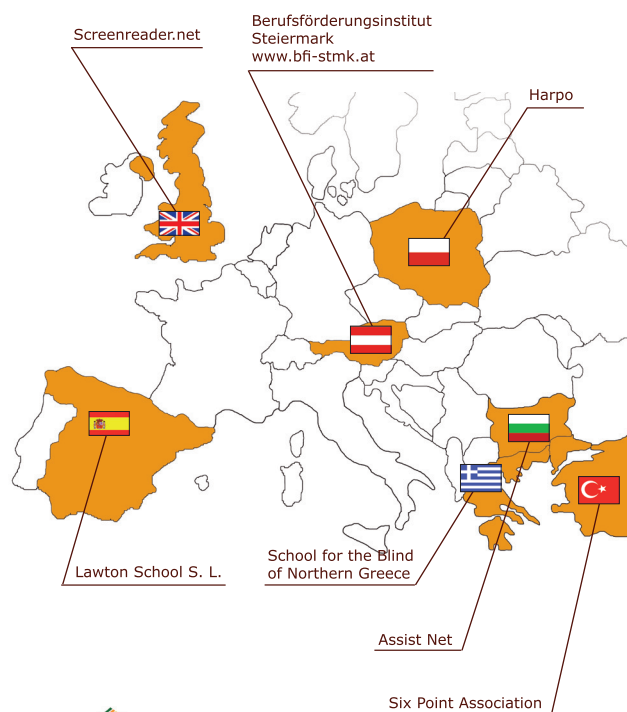 Screenreader.net
Berufsförderungsinstitut
Steiermark
www.bfi-stmk.at
Harpo
Lawton School S. L.
School for the Blind
of Northern Greece
Assist Net
Six Point Association